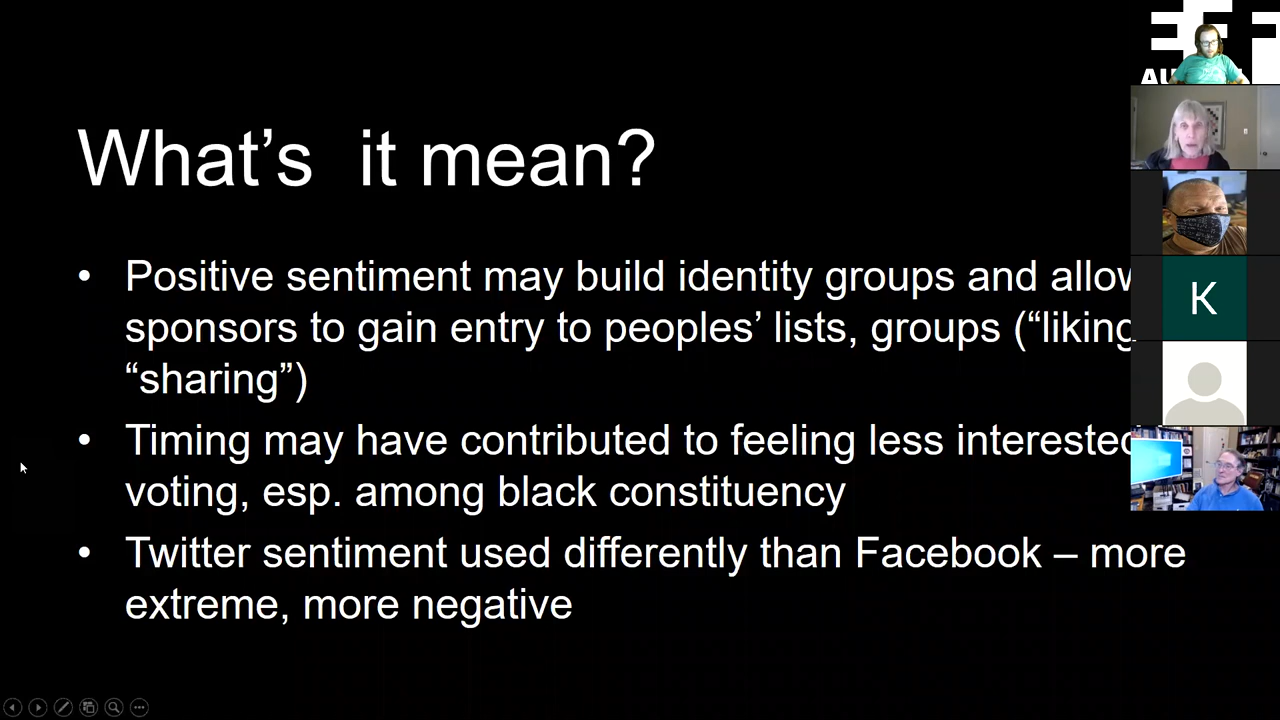 What's  it mean?
• Positive sentiment may build identity groups and allow
sponsors to gain entry to peoples’ lists, groups (“liking
“sharing”)
• Timing may have contributed to feeling less interested
voting, esp. among black constituency
• Twitter sentiment used differently than Facebook – more
extreme, more negative
K